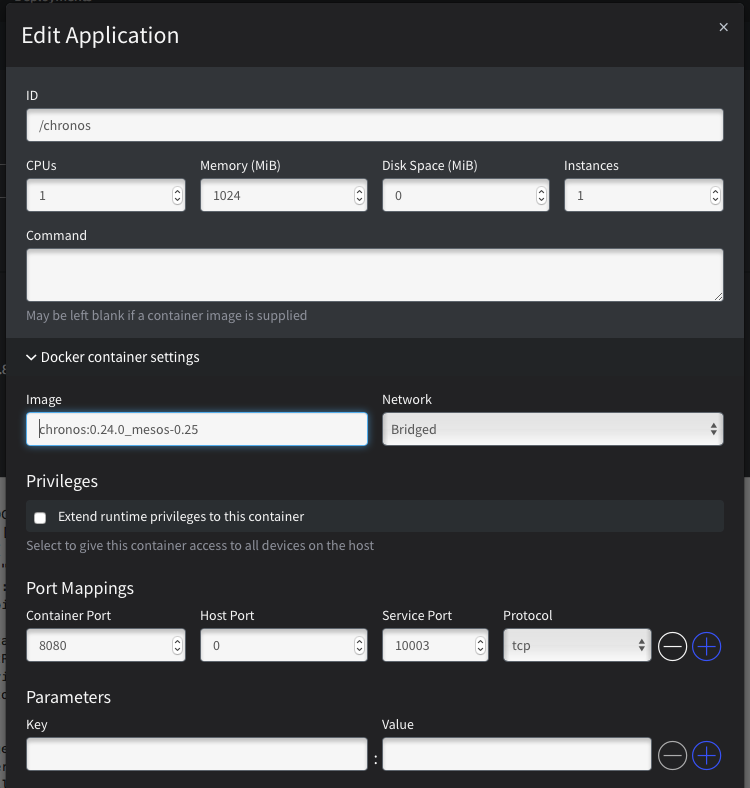 Edit Application
×
ID
/chronos
CPUs Memory (MiB) Disk Space (MiB) Instances
1 1024 0 1
Command
May be left blank if a container image is supplied
Docker container settings
Image Network
chronos:0.24.0_mesos-0.25 Bridged
Privileges
Extend runtime privileges to this container
Select to give this container access to all devices on the host
Port Mappings
Container Port Host Port Service Port Protocol
8080 0 10003 tcp
Parameters
Key Value
: